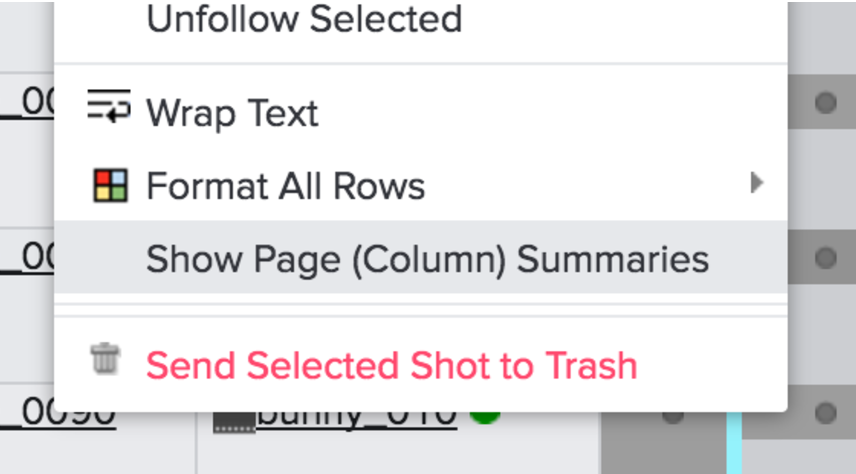 Unfollow Selected
_00
Wrap Text
Format All Rows
_00
Show Page (Column) Summaries
Send Selected Shot to Trash
_0090
bunny_010